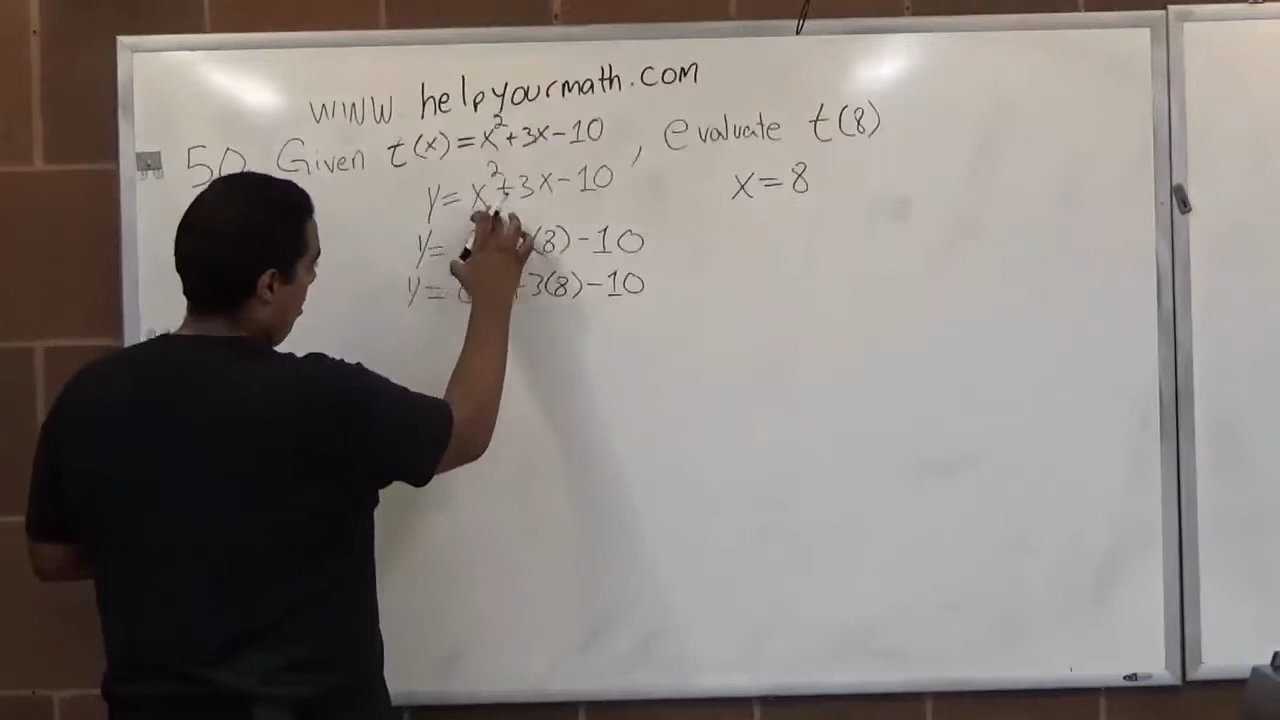 www helpyourmath.com
50. Given t(x)=x²+3x-10, evaluate t(8)
y=x²+3x-10 x=8
y= (8)-10
y= +3(8)-10